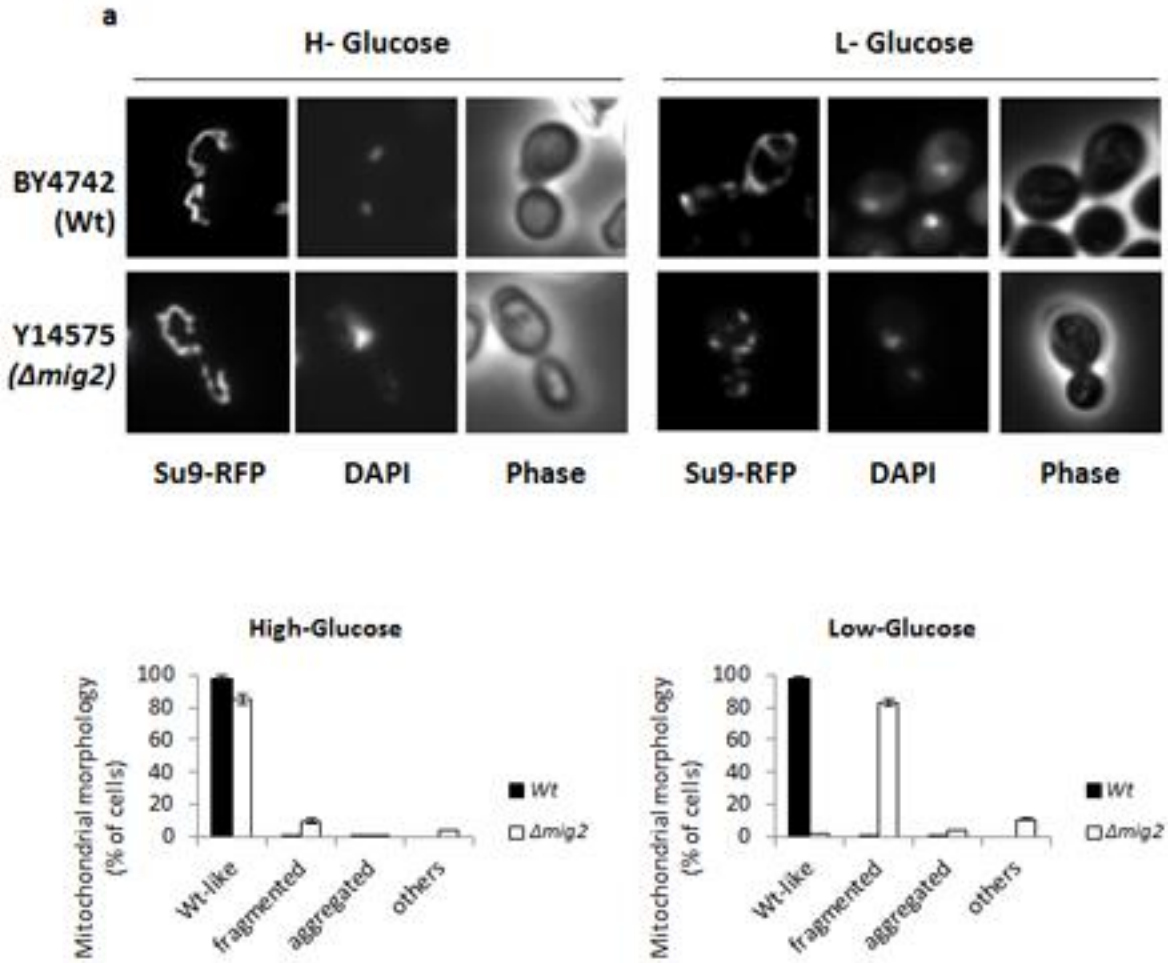 a
H- Glucose
L- Glucose
BY4742
(Wt)
Y14575
(Δmig2)
Su9-RFP
DAPI
Phase
Su9-RFP
DAPI
Phase
High-Glucose
Mitochondrial morphology
(% of cells)
100
80
60
40
20
0
Wt-like
fragmented
aggregated
others
Wt
Δmig2
Low-Glucose
Mitochondrial morphology
(% of cells)
100
80
60
40
20
0
Wt-like
fragmented
aggregated
others
Wt
Δmig2